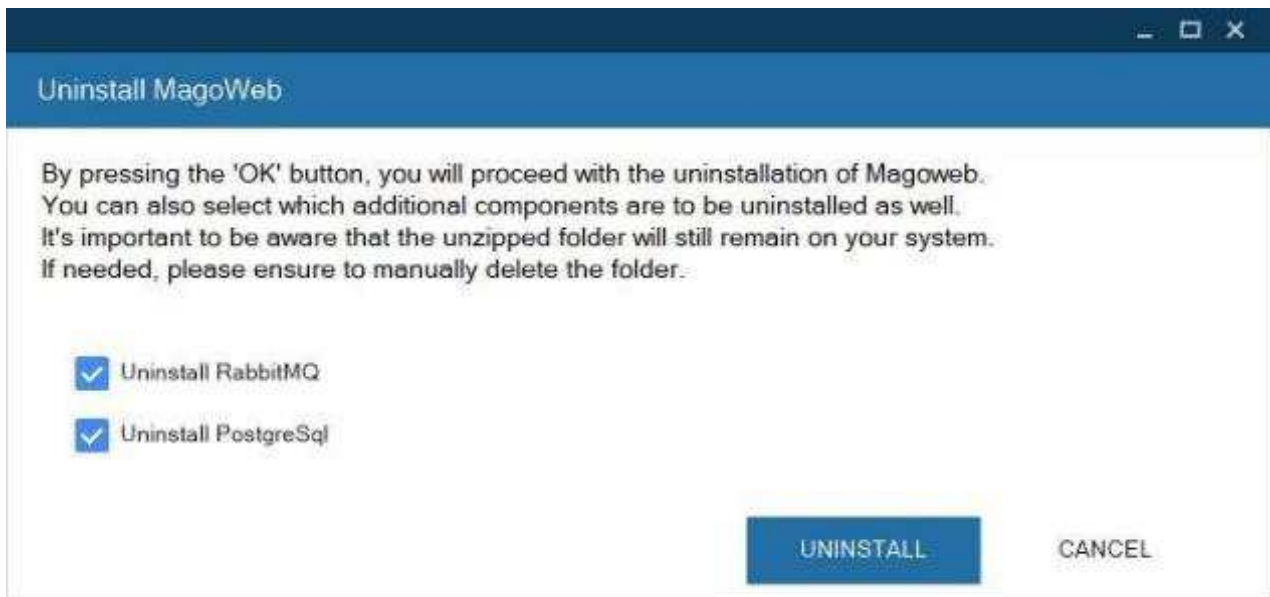 Uninstall MagoWeb
By pressing the 'OK' button, you will proceed with the uninstallation of Magoweb.
You can also select which additional components are to be uninstalled as well.
It's important to be aware that the unzipped folder will still remain on your system.
If needed, please ensure to manually delete the folder.
Uninstall RabbitMQ
Uninstall PostgreSql
UNINSTALL CANCEL